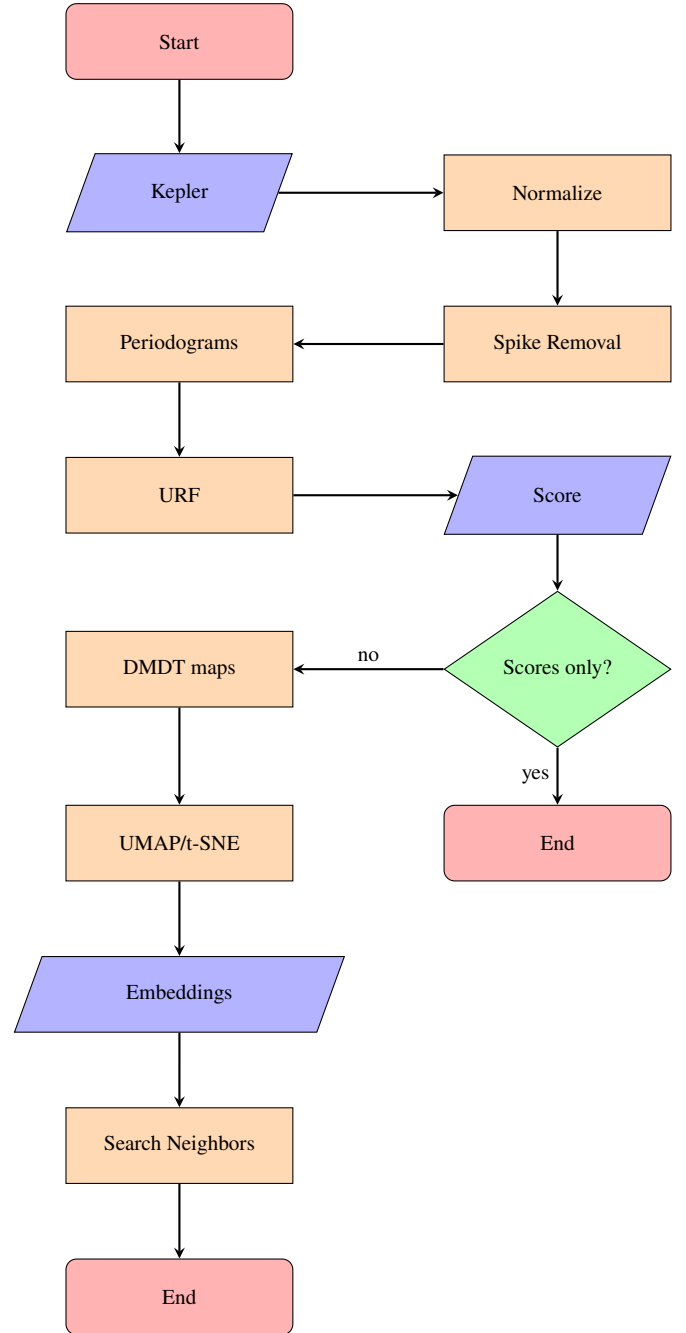 Start
Kepler
Normalize
Spike Removal
Periodograms
URF
Score
Scores only?
no
DMDT maps
yes
End
UMAP/t-SNE
Embeddings
Search Neighbors
End